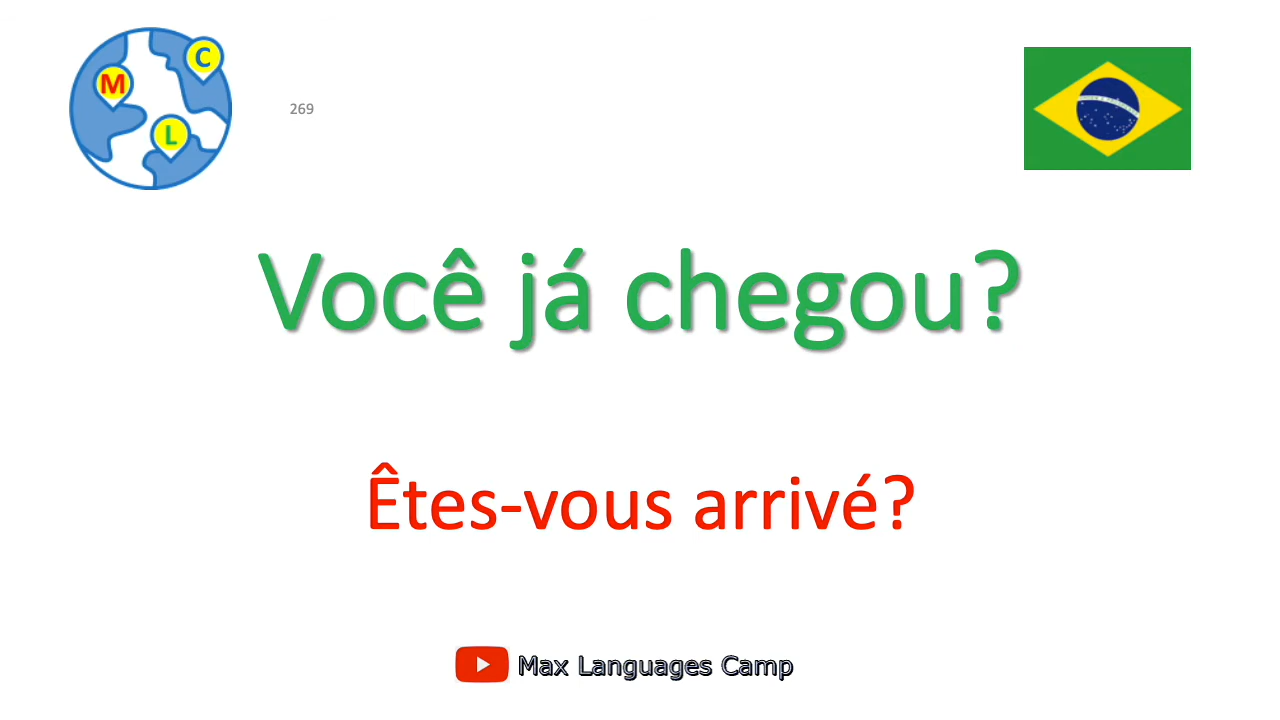 C
M
L
269
Você já chegou?
Êtes-vous arrivé?
Max Languages Camp